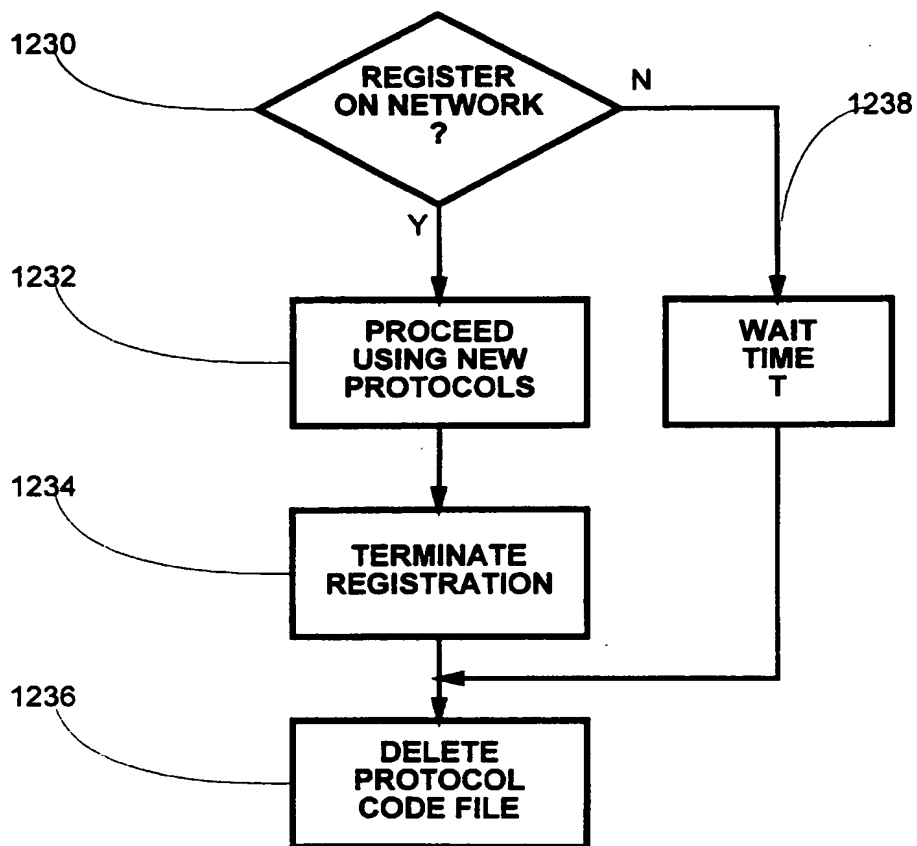 1230
REGISTER
ON NETWORK
?
N
1238
Y
1232
PROCEED
USING NEW
PROTOCOLS
WAIT
TIME
T
1234
TERMINATE
REGISTRATION
1236
DELETE
PROTOCOL
CODE FILE